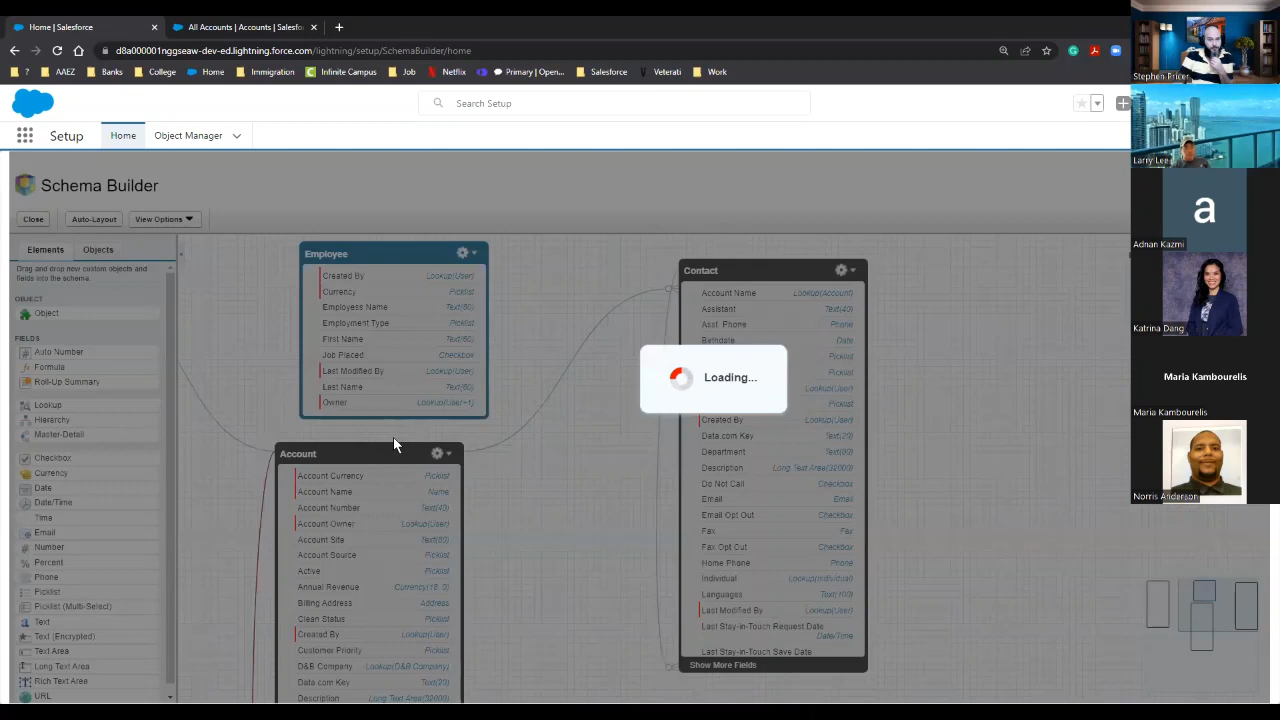 Home | Salesforce
All Accounts | Accounts | Salesfo
d8a000001nggseaw-dev-ed.lightning.force.com/lightning/setup/SchemaBuilder/home
?
AAEZ
Banks
College
Home
Immigration
Infinite Campus
Job
Netflix
Primary | Open...
Salesforce
Veterati
Work
Search Setup
Setup
Home
Object Manager
Schema Builder
Close
Auto-Layout
View Options
Elements
Objects
Drag and drop new custom objects and
fields into the schema.
OBJECT
Object
FIELDS
Auto Number
Formula
Roll-Up Summary
Lookup
Hierarchy
Master-Detail
Checkbox
Currency
Date
Date/Time
Time
Email
Number
Percent
Phone
Picklist
Picklist (Multi-Select)
Text
Text (Encrypted)
Text Area
Long Text Area
Rich Text Area
URL
Employee
Created By Lookup(User)
Currency Picklist
Employess Name Text(80)
Employment Type Picklist
First Name Text(60)
Job Placed Checkbox
Last Modified By Lookup(User)
Last Name Text(60)
Owner Lookup(User+1)
Account
Account Currency Picklist
Account Name Name
Account Number Text(40)
Account Owner Lookup(User)
Account Site Text(80)
Account Source Picklist
Active Picklist
Annual Revenue Currency(18, 0)
Billing Address Address
Clean Status Picklist
Created By Lookup(User)
Customer Priority Picklist
D&B Company Lookup(D&B Company)
Data.com Key Text(20)
Description Long Text Area(32000)
Contact
Account Name Lookup(Account)
Assistant Text(40)
Asst. Phone Phone
Birthdate Date
Picklist
Picklist
Lookup(User)
Picklist
Created By Lookup(User)
Data.com Key Text(20)
Department Text(80)
Description Long Text Area(32000)
Do Not Call Checkbox
Email Email
Email Opt Out Checkbox
Fax Fax
Fax Opt Out Checkbox
Home Phone Phone
Individual Lookup(Individual)
Languages Text(100)
Last Modified By Lookup(User)
Last Stay-in-Touch Request Date
Date/Time
Last Stay-in-Touch Save Date
Show More Fields
Loading...
Stephen Pricer
Larry Lee
a
Adnan Kazmi
Katrina Dang
Maria Kambourelis
Maria Kambourelis
Norris Anderson